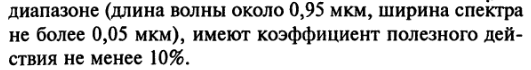 диапазоне (длина волны около 0,95 мкм, ширина спектра
не более 0,05 мкм), имеют коэффициент полезного дей-
ствия не менее 10%.